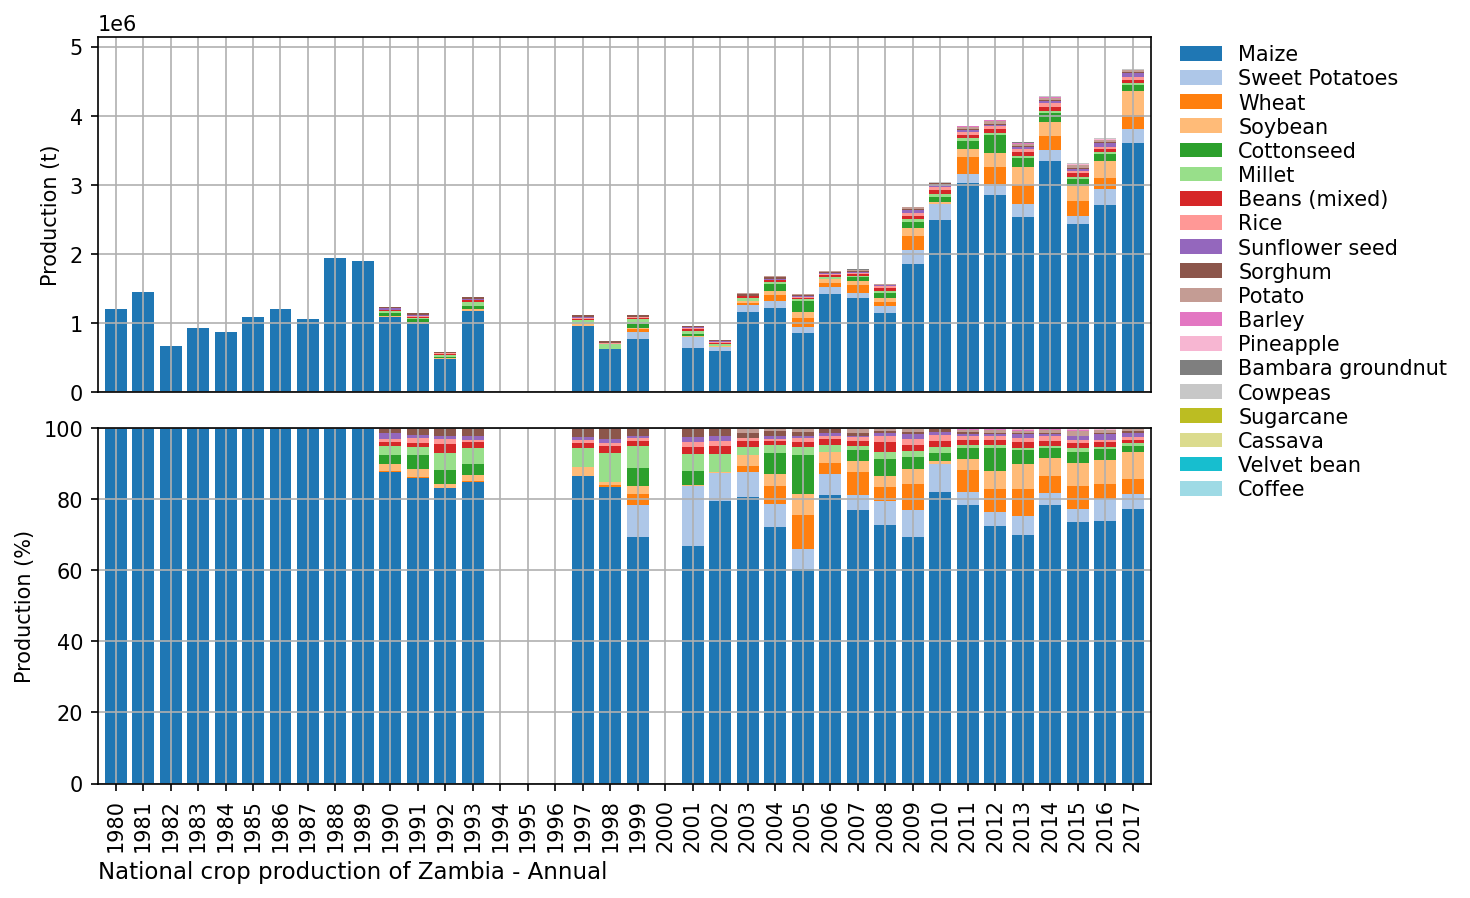 1e6
Production (t)
5
4
3
2
1
0
Maize
Sweet Potatoes
Wheat
Soybean
Cottonseed
Millet
Beans (mixed)
Rice
Sunflower seed
Sorghum
Potato
Barley
Pineapple
Bambara groundnut
Cowpeas
Sugarcane
Cassava
Velvet bean
Coffee
Production (%)
100
80
60
40
20
0
1980
1981
1982
1983
1984
1985
1986
1987
1988
1989
1990
1991
1992
1993
1994
1995
1996
1997
1998
1999
2000
2001
2002
2003
2004
2005
2006
2007
2008
2009
2010
2011
2012
2013
2014
2015
2016
2017
National crop production of Zambia - Annual